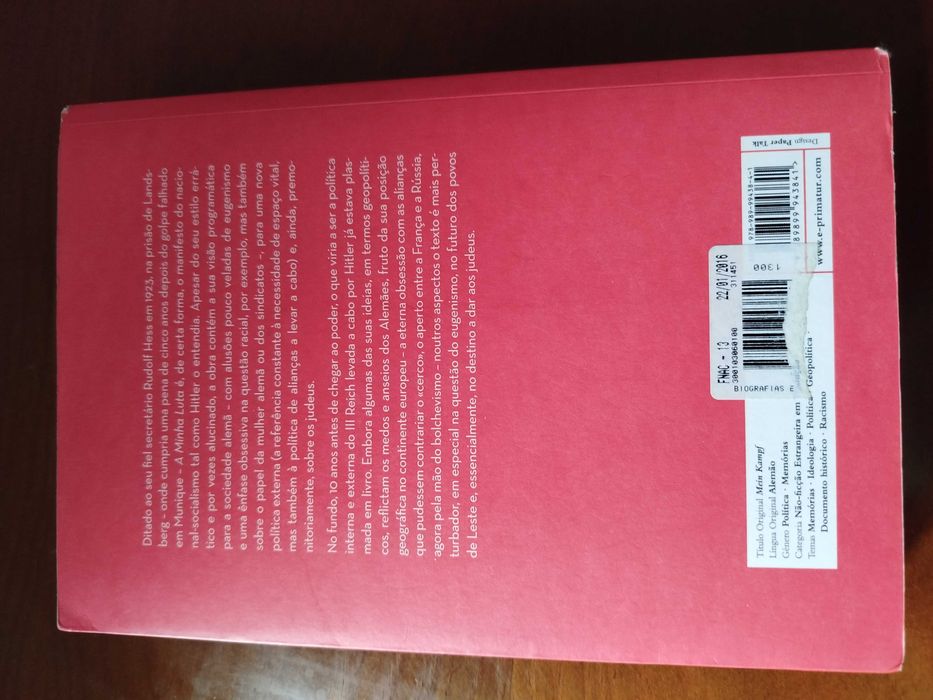 Ditado ao seu fiel secretário Rudolf Hess em 1923, na prisão de Lands-
berg – onde cumpria uma pena de cinco anos depois do golpe falhado
em Munique – A Minha Luta é, de certa forma, o manifesto do nacio-
nal-socialismo tal como Hitler o entendia. Apesar do seu estilo errá-
tico e por vezes alucinado, a obra contém a sua visão programática
para a sociedade alemã – com alusões pouco veladas de eugenismo
e uma ênfase obsessiva na questão racial, por exemplo, mas também
sobre o papel da mulher alemã ou dos sindicatos –, para uma nova
política externa (a referência constante à necessidade de espaço vital,
mas também à política de alianças a levar a cabo) e, ainda, premo-
nitoriamente, sobre os judeus.
No fundo, 10 anos antes de chegar ao poder, o que viria a ser a política
interna e externa do III Reich levada a cabo por Hitler já estava plas-
mada em livro. Embora algumas das suas ideias, em termos geopolíti-
cos, reflictam os medos e anseios dos Alemães, fruto da sua posição
geográfica no continente europeu – a eterna obsessão com as alianças
que pudessem contrariar o «cerco», o aperto entre a França e a Rússia,
agora pela mão do bolchevismo – noutros aspectos o texto é mais per-
turbador, em especial na questão do eugenismo, no futuro dos povos
de Leste e, essencialmente, no destino a dar aos judeus.
Título Original Mein Kampf
Língua Original Alemão
Género Política · Memórias
Categoria Não-ficção Estrangeira em
Temas Memórias · Ideologia · Política · Geopolítica ·
Documento histórico · Racismo
FNAC - 13 22/01/2016
300103060100 311451
BIOGRAFIAS E 1300
978-989-99438-4-1
789899 943841
www.e-primatur.com
Design Paper Talk